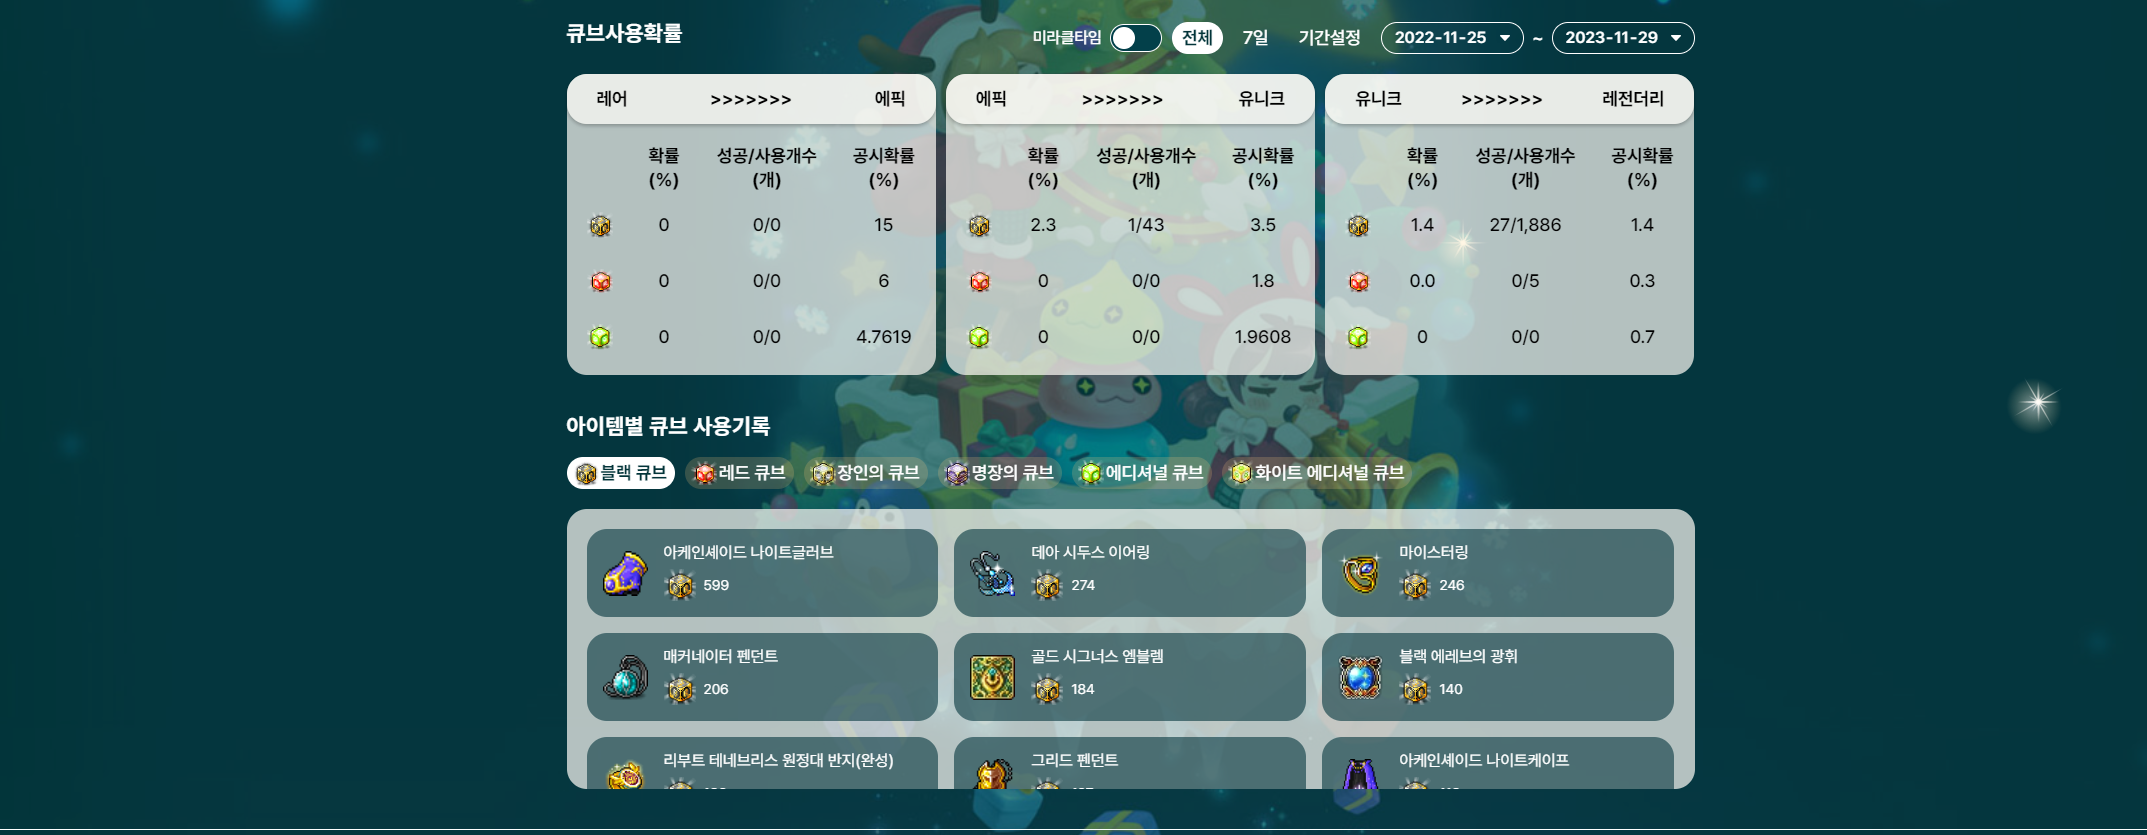 큐브사용확률
미라클타임 전체 7일 기간설정 2022-11-25 ~ 2023-11-29
레어 >>>>>>> 에픽
에픽 >>>>>>> 유니크
유니크 >>>>>>> 레전더리
확률 성공/사용개수 공시확률
(%) (개) (%)
0 0/0 15
0 0/0 6
0 0/0 4.7619
확률 성공/사용개수 공시확률
(%) (개) (%)
2.3 1/43 3.5
0 0/0 1.8
0 0/0 1.9608
확률 성공/사용개수 공시확률
(%) (개) (%)
1.4 27/1,886 1.4
0.0 0/5 0.3
0 0/0 0.7
아이템별 큐브 사용기록
블랙 큐브 레드 큐브 장인의 큐브 명장의 큐브 에디셔널 큐브 화이트 에디셔널 큐브
아케인셰이드 나이트글러브
599
데아 시두스 이어링
274
마이스터링
246
매커네이터 펜던트
206
골드 시그너스 엠블렘
184
블랙 에레브의 광휘
140
리부트 테네브리스 원정대 반지(완성)
그리드 펜던트
아케인셰이드 나이트케이프